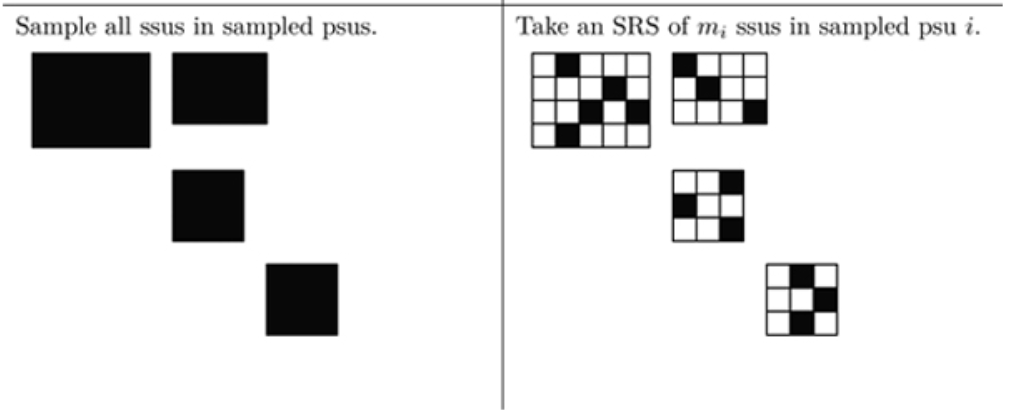 Sample all ssus in sampled psus.
Take an SRS of mᵢ ssus in sampled psu i.